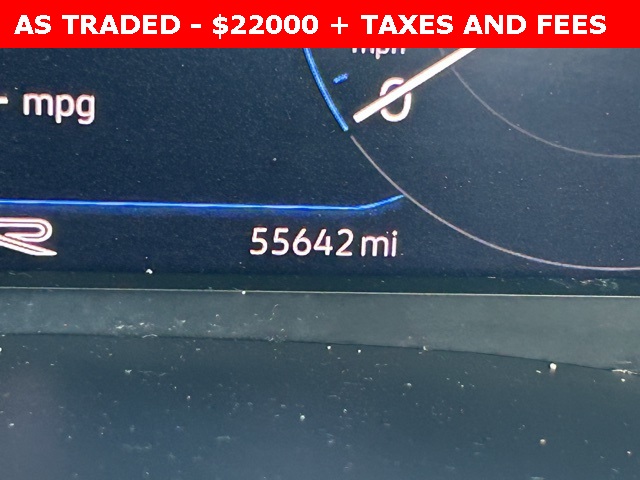 AS TRADED - $22000 + TAXES AND FEES
mph
- mpg
0
R
55642 mi